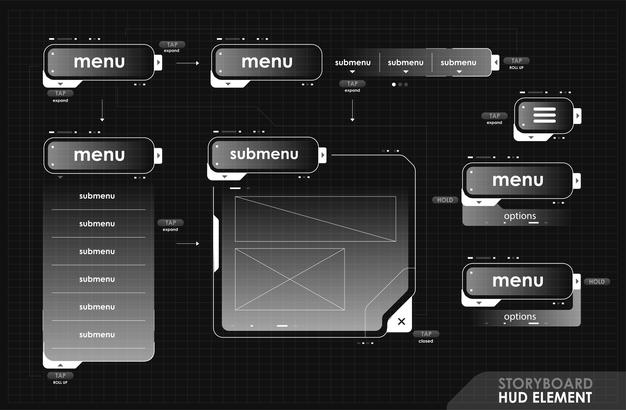 TAP
expand
menu
menu
submenu
submenu
submenu
TAP
ROLL UP
TAP
expand
TAP
expand
TAP
expand
menu
submenu
menu
options
HOLD
submenu
submenu
submenu
submenu
submenu
submenu
TAP
expand
menu
options
HOLD
TAP
closed
TAP
ROLL UP
STORYBOARD
HUD ELEMENT